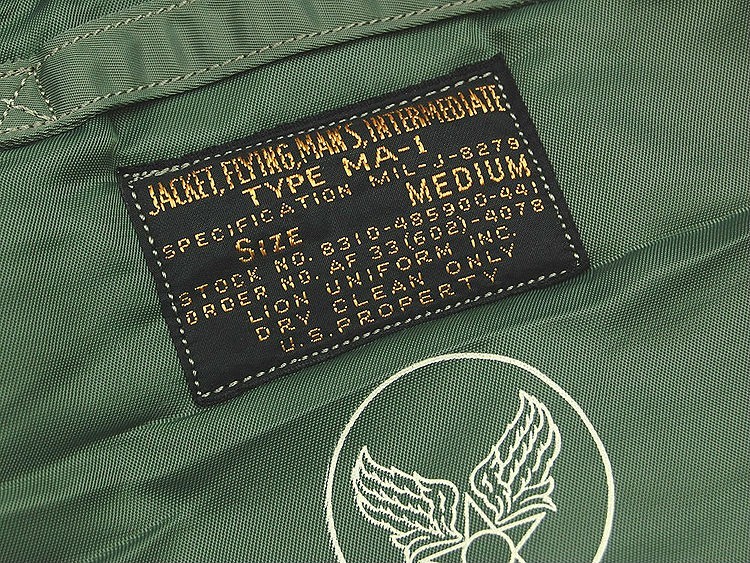 JACKET, FLYING, MAN'S, INTERMEDIATE
TYPE MA-1
SPECIFICATION MIL-J-8279
SIZE MEDIUM
STOCK NO. 8310-485900-441
ORDER NO. AF 33(602)-4078
LION UNIFORM INC
DRY CLEAN ONLY
U.S. PROPERTY